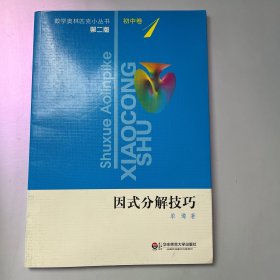 数学奥林匹克小丛书
第二版
初中卷
1
Shuxue Aolinpike
XIAOCONG
SHU
因式分解技巧
单墫 著
华东师范大学出版社